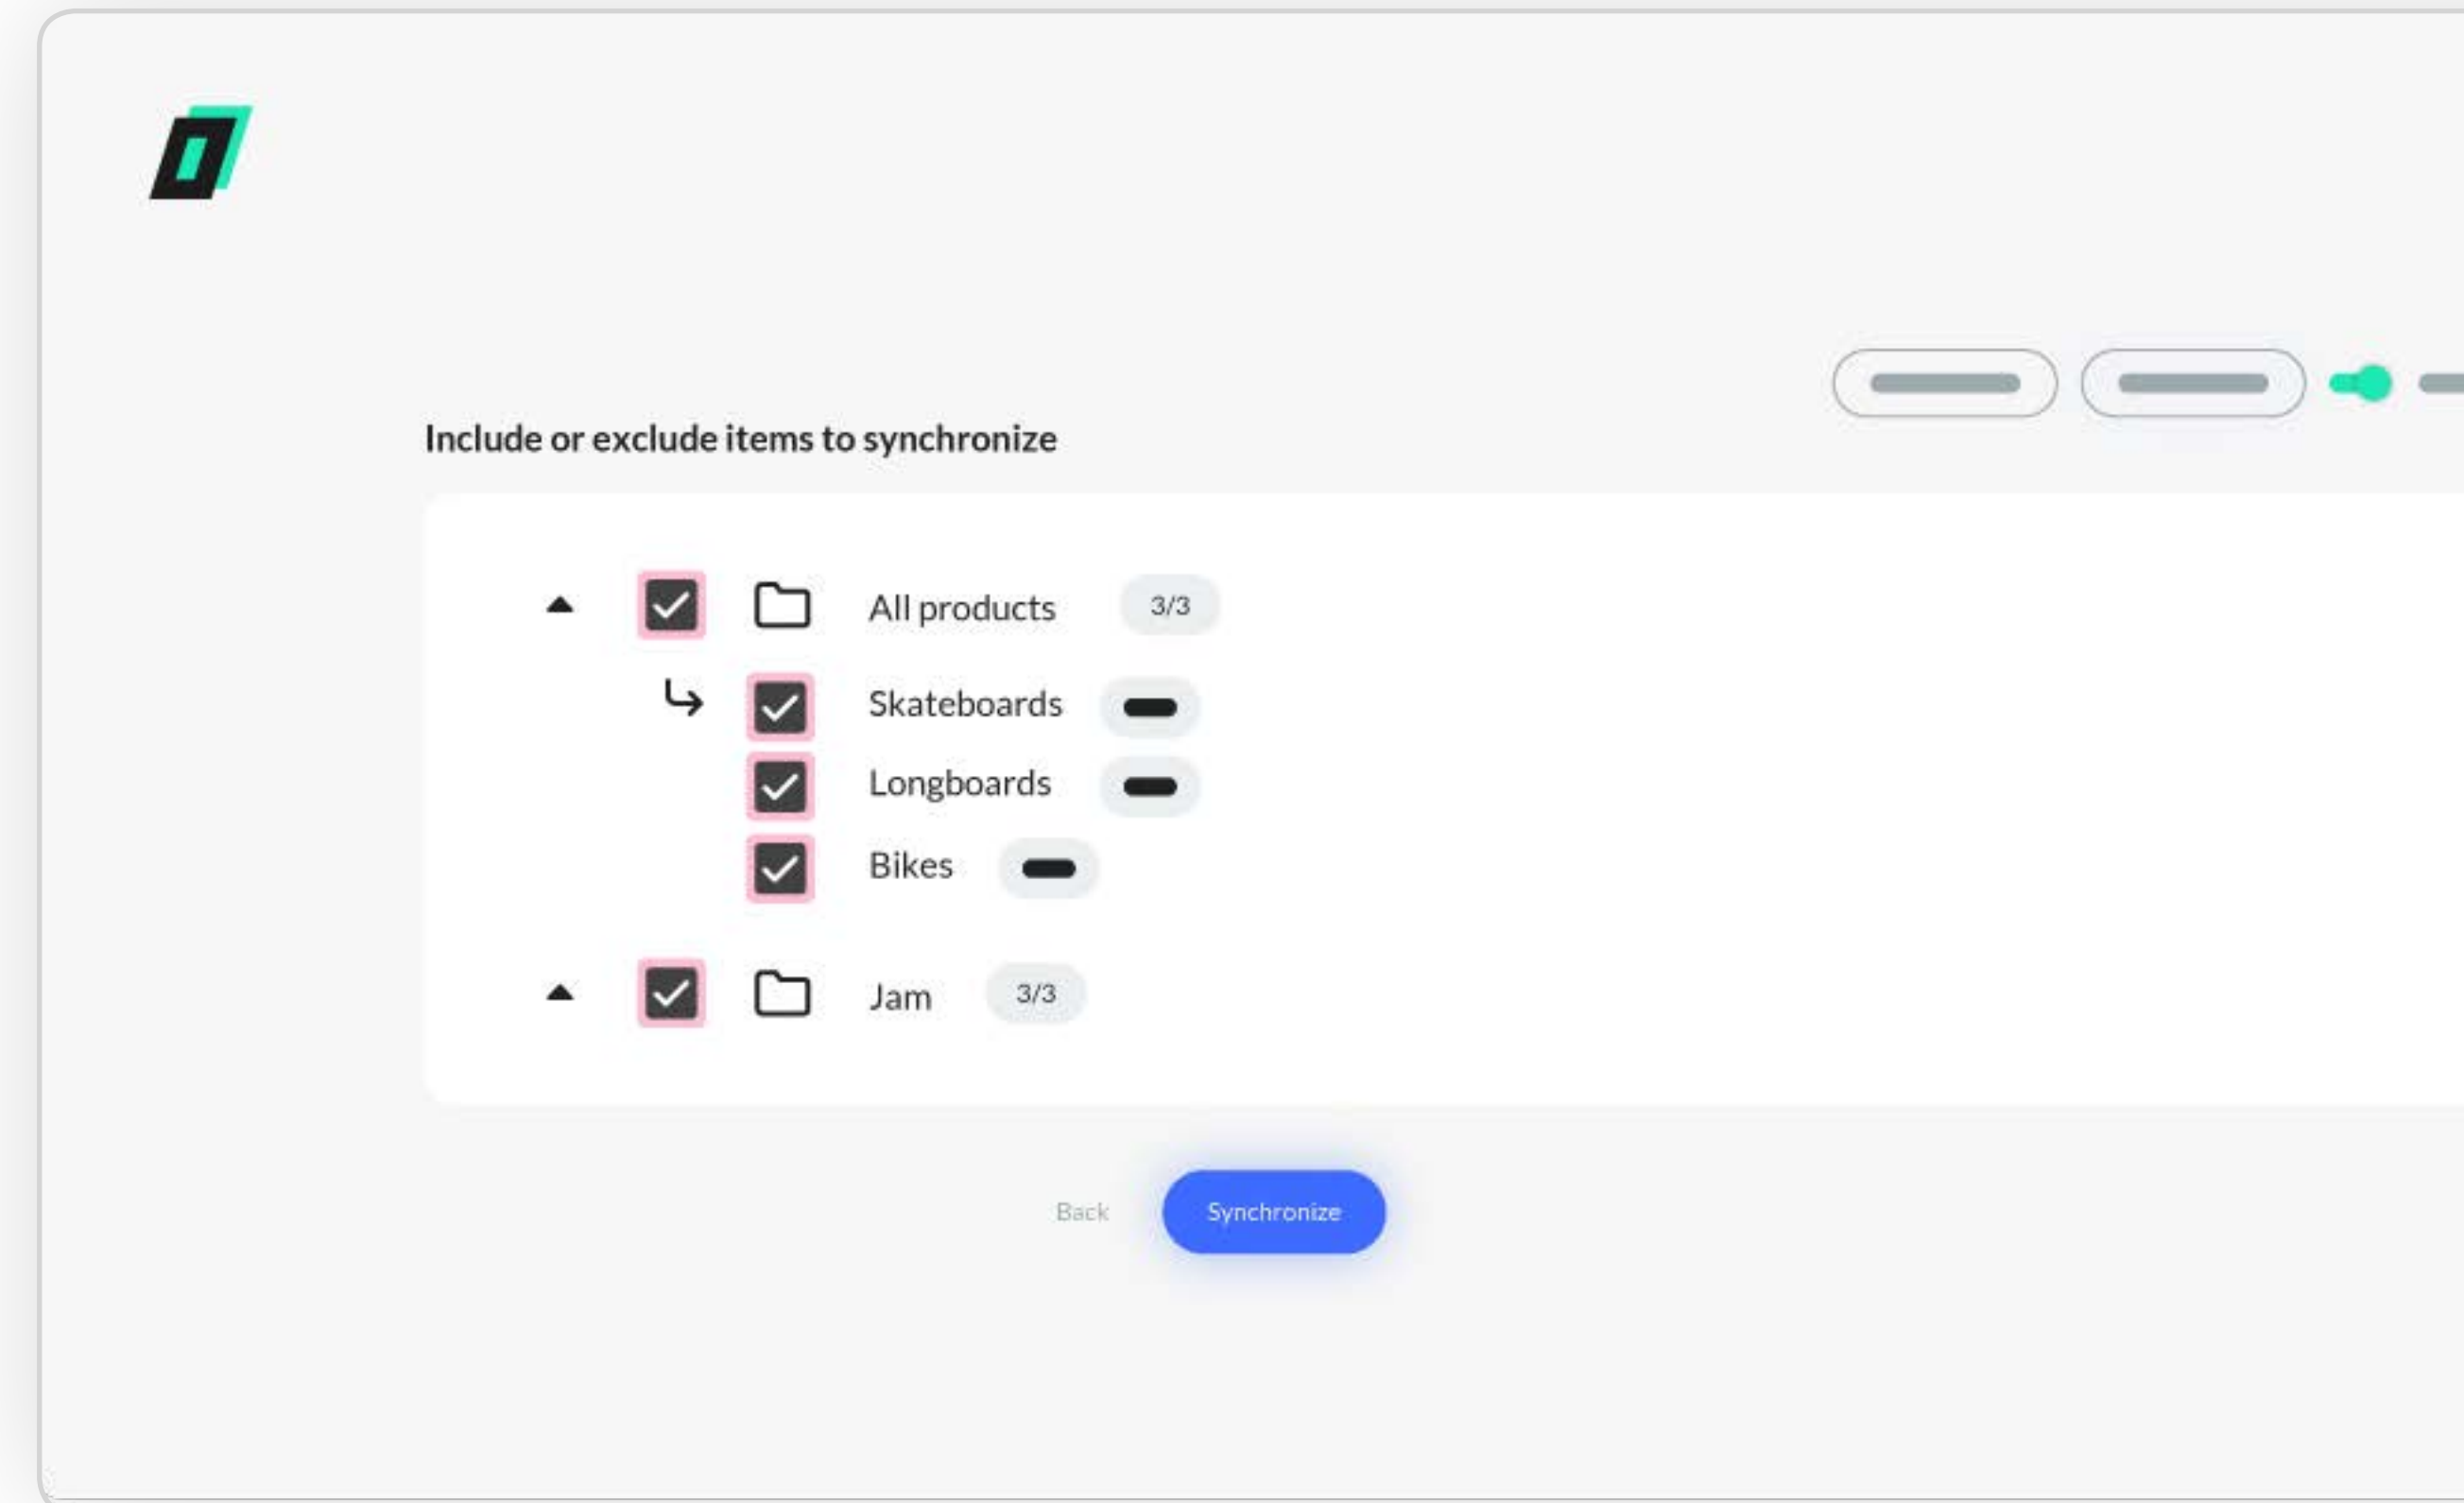 Include or exclude items to synchronize
All products 3/3
Skateboards
Longboards
Bikes
Jam 3/3
Back Synchronize